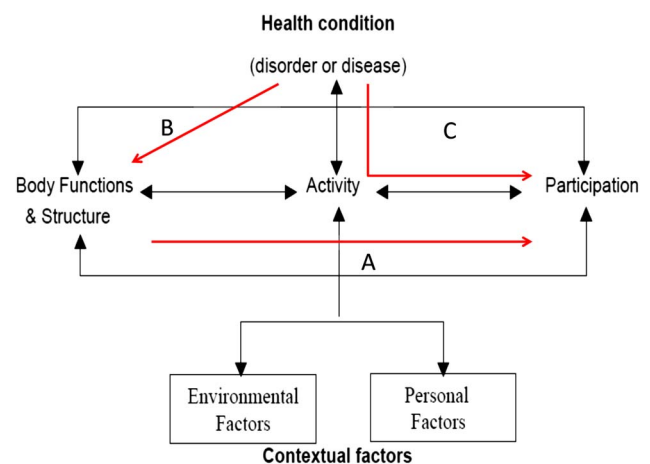 Health condition
(disorder or disease)
B
C
Body Functions
& Structure
Activity
Participation
A
Environmental
Factors
Personal
Factors
Contextual factors